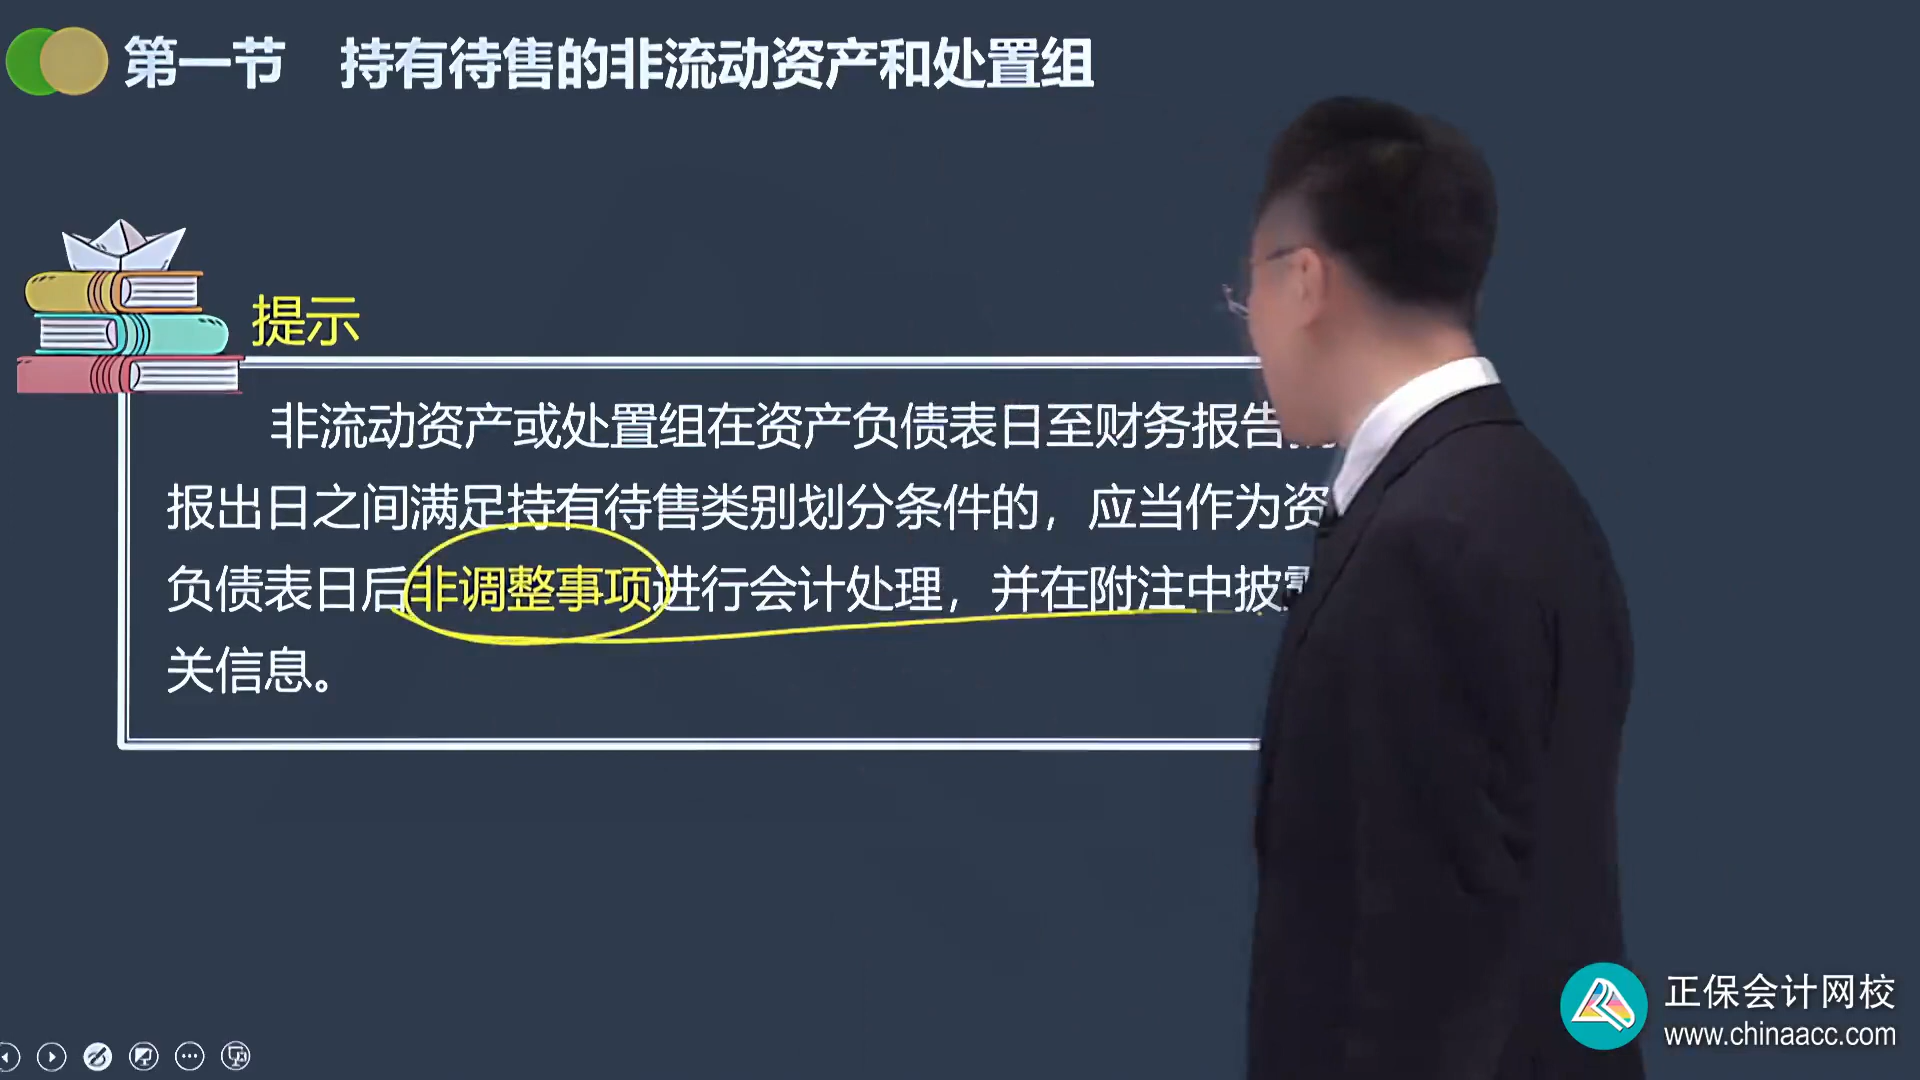 第一节 持有待售的非流动资产和处置组
提示
非流动资产或处置组在资产负债表日至财务报告
报出日之间满足持有待售类别划分条件的，应当作为资
负债表日后非调整事项进行会计处理，并在附注中披露
关信息。
正保会计网校
www.chinaacc.com